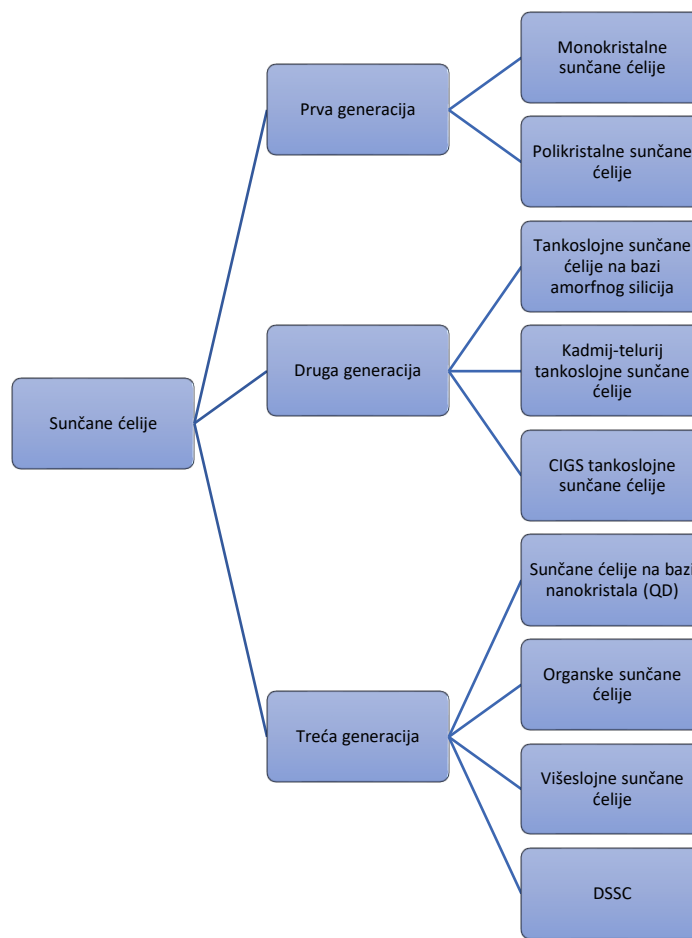 Sunčane ćelije
Prva generacija
Monokristalne
sunčane ćelije
Polikristalne sunčane
ćelije
Druga generacija
Tankoslojne sunčane
ćelije na bazi
amorfnog silicija
Kadmij-telurij
tankoslojne sunčane
ćelije
CIGS tankoslojne
sunčane ćelije
Treća generacija
Sunčane ćelije na bazi
nanokristala (QD)
Organske sunčane
ćelije
Višeslojne sunčane
ćelije
DSSC